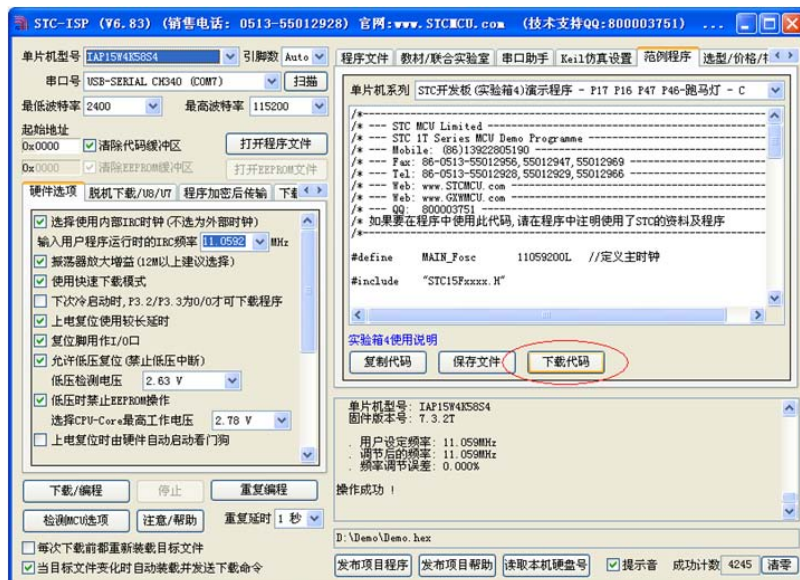 STC-ISP (V6.83) (销售电话: 0513-55012928) 官网:www.STCMCU.com (技术支持QQ:800003751) ...
单片机型号 IAP15W4K58S4 引脚数 Auto
串口号 USB-SERIAL CH340 (COM7) 扫描
最低波特率 2400 最高波特率 115200
起始地址
0x0000 清除代码缓冲区 打开程序文件
0x0000 清除EEPROM缓冲区 打开EEPROM文件
硬件选项 脱机下载/U8/U7 程序加密后传输
选择使用内部IRC时钟(不选为外部时钟)
输入用户程序运行时的IRC频率 11.0592 MHz
振荡器放大增益(12M以上建议选择)
使用快速下载模式
下次冷启动时,P3.2/P3.3为0/0才可下载程序
上电复位使用较长延时
复位脚用作I/O口
允许低压复位(禁止低压中断)
低压检测电压 2.63 V
低压时禁止EEPROM操作
选择CPU-Core最高工作电压 2.78 V
上电复位时由硬件自动启动看门狗
下载/编程 停止 重复编程
检测MCU选项 注意/帮助 重复延时 1 秒
每次下载前都重新装载目标文件
当目标文件变化时自动装载并发送下载命令
程序文件 教材/联合实验室 串口助手 Keil仿真设置 范例程序 选型/价格/
单片机系列 STC开发板(实验箱4)演示程序 - P17 P16 P47 P46-跑马灯 - C
/*---
/* --- STC MCU Limited ---
/* --- STC 1T Series MCU Demo Programme ---
/* --- Mobile: (86)13922805190 ---
/* --- Fax: 86-0513-55012956,55012947,55012969 ---
/* --- Tel: 86-0513-55012928,55012929,55012966 ---
/* --- Web: www.STCMCU.com ---
/* --- Web: www.GXWMCU.com ---
/* --- QQ: 800003751 ---
/* 如果要在程序中使用此代码,请在程序中注明使用了STC的资料及程序
/*---
#define MAIN_Fosc 11059200L //定义主时钟
#include "STC15Fxxxx.H"
实验箱4使用说明
复制代码 保存文件 下载代码
单片机型号: IAP15W4K58S4
固件版本号: 7.3.2T
. 用户设定频率: 11.059MHz
. 调节后的频率: 11.059MHz
. 频率调节误差: 0.000%
操作成功 !
D:\Demo\Demo.hex
发布项目程序 发布项目帮助 读取本机硬盘号 提示音 成功计数 4245 清零